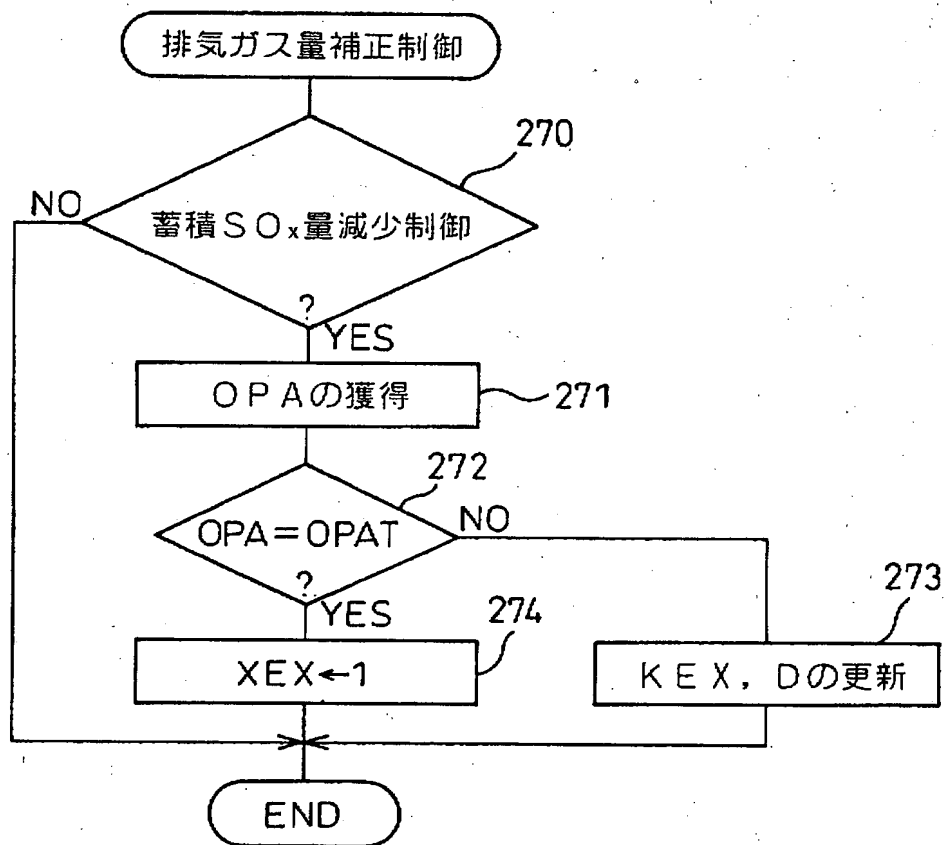 排気ガス量補正制御
270
NO
蓄積SOx量減少制御
?
YES
OPAの獲得
271
272
OPA=OPAT
NO
?
YES
273
274
XEX←1
KEX, Dの更新
END